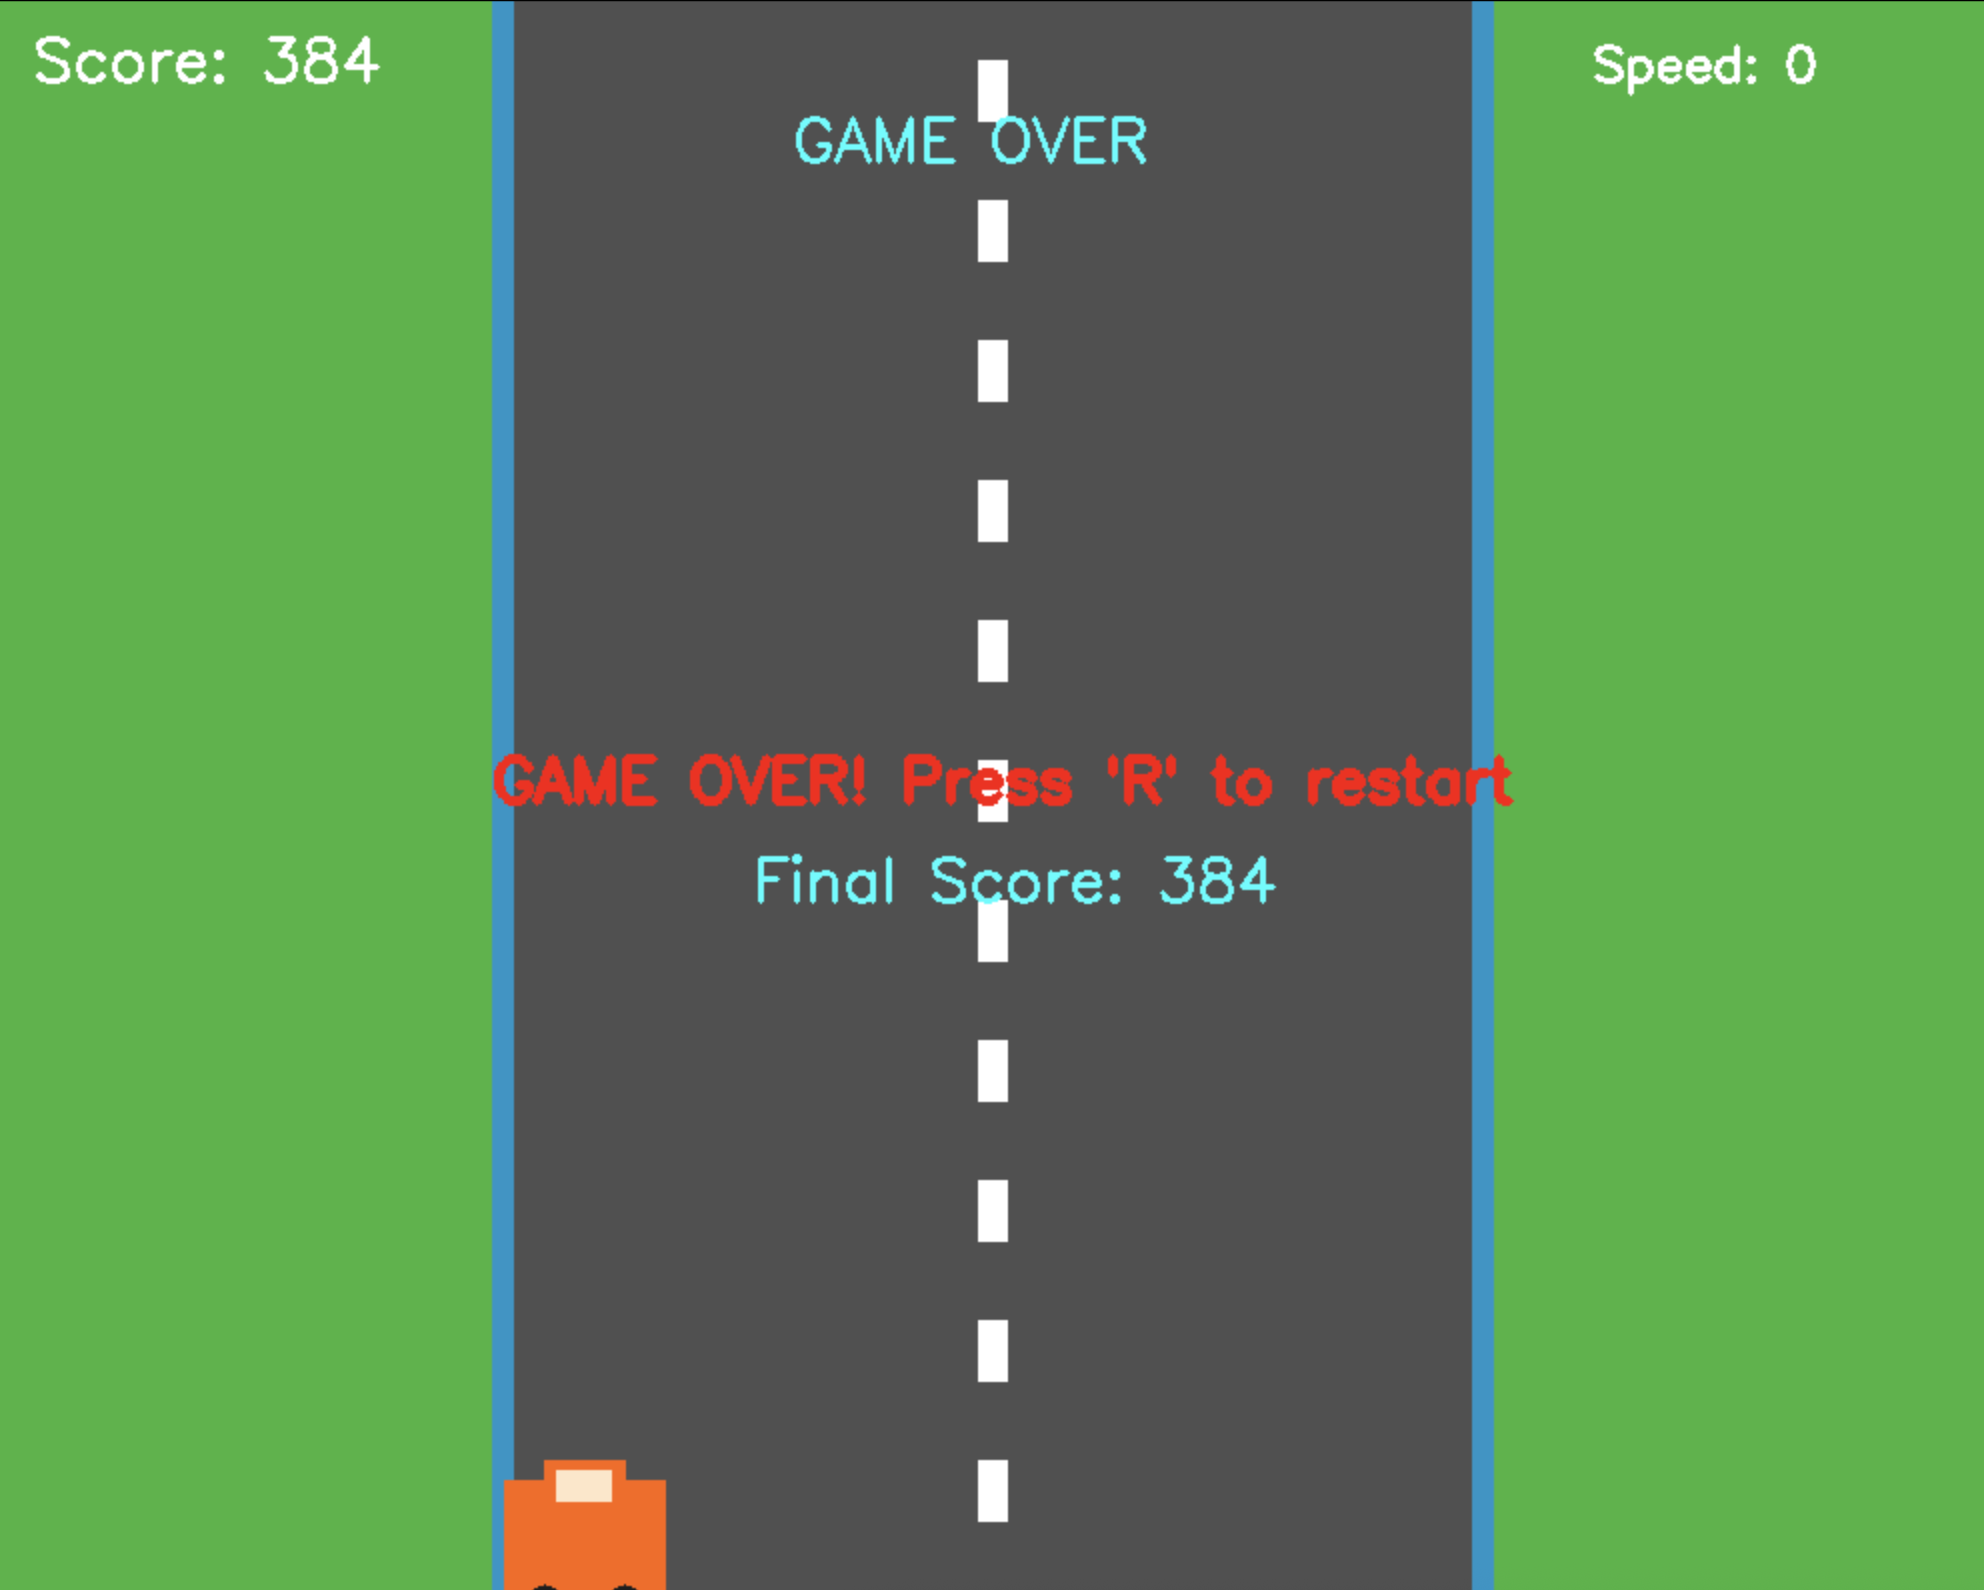 Score: 384
Speed: 0
GAME OVER
GAME OVER! Press 'R' to restart
Final Score: 384